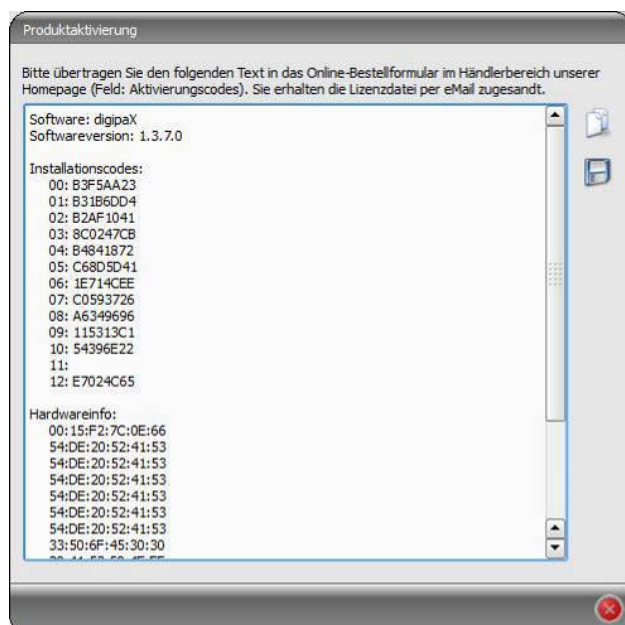 Produktaktivierung
Bitte übertragen Sie den folgenden Text in das Online-Bestellformular im Händlerbereich unserer
Homepage (Feld: Aktivierungscodes). Sie erhalten die Lizenzdatei per eMail zugesandt.
Software: digipaX
Softwareversion: 1.3.7.0
Installationscodes:
00: B3F5AA23
01: B31B6DD4
02: B2AF1041
03: 8C0247CB
04: B4841872
05: C68D5D41
06: 1E714CEE
07: C0593726
08: A6349696
09: 115313C1
10: 54396E22
11:
12: E7024C65
Hardwareinfo:
00:15:F2:7C:0E:66
54:DE:20:52:41:53
54:DE:20:52:41:53
54:DE:20:52:41:53
54:DE:20:52:41:53
54:DE:20:52:41:53
54:DE:20:52:41:53
33:50:6F:45:30:30